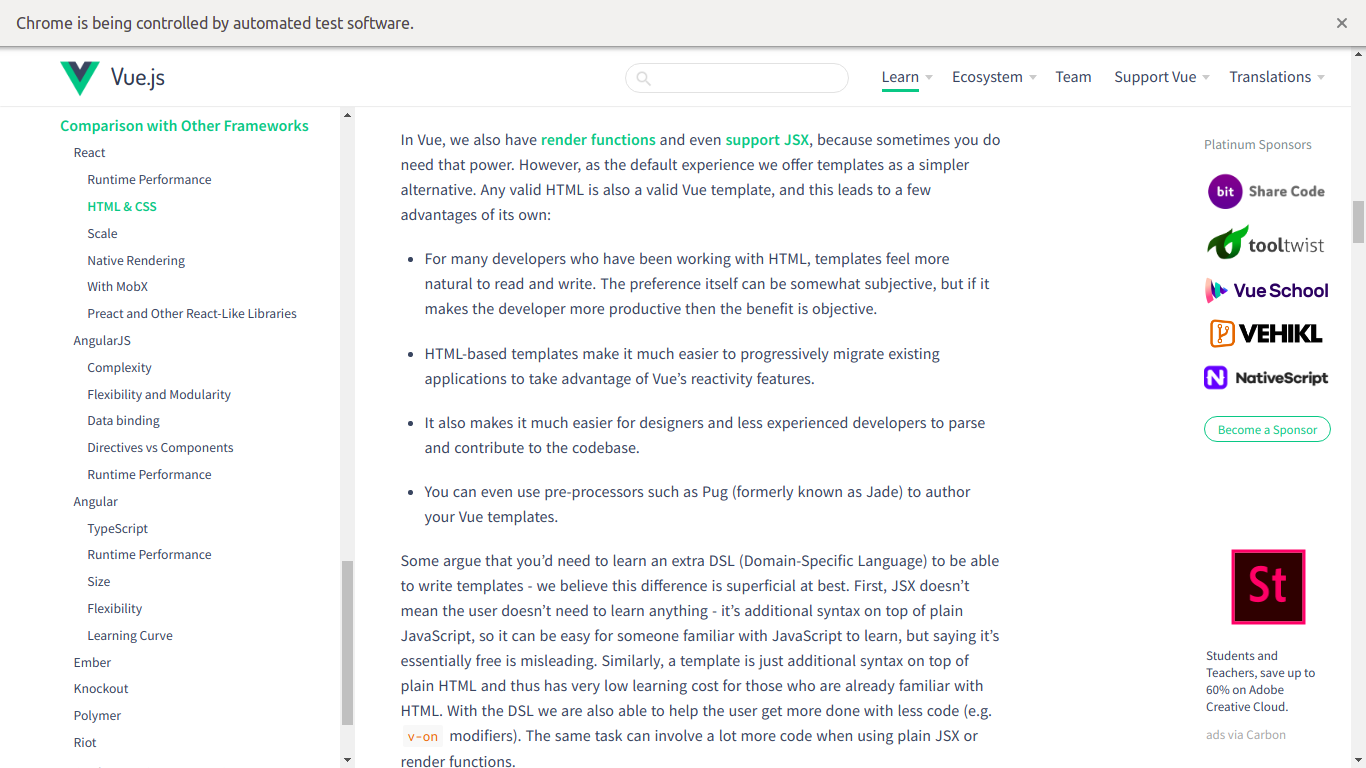 Chrome is being controlled by automated test software.
Vue.js
Learn
Ecosystem
Team
Support Vue
Translations
Comparison with Other Frameworks
React
Runtime Performance
HTML & CSS
Scale
Native Rendering
With MobX
Preact and Other React-Like Libraries
AngularJS
Complexity
Flexibility and Modularity
Data binding
Directives vs Components
Runtime Performance
Angular
TypeScript
Runtime Performance
Size
Flexibility
Learning Curve
Ember
Knockout
Polymer
Riot
In Vue, we also have render functions and even support JSX, because sometimes you do
need that power. However, as the default experience we offer templates as a simpler
alternative. Any valid HTML is also a valid Vue template, and this leads to a few
advantages of its own:
• For many developers who have been working with HTML, templates feel more
natural to read and write. The preference itself can be somewhat subjective, but if it
makes the developer more productive then the benefit is objective.
• HTML-based templates make it much easier to progressively migrate existing
applications to take advantage of Vue's reactivity features.
• It also makes it much easier for designers and less experienced developers to parse
and contribute to the codebase.
• You can even use pre-processors such as Pug (formerly known as Jade) to author
your Vue templates.
Some argue that you'd need to learn an extra DSL (Domain-Specific Language) to be able
to write templates - we believe this difference is superficial at best. First, JSX doesn't
mean the user doesn't need to learn anything - it's additional syntax on top of plain
JavaScript, so it can be easy for someone familiar with JavaScript to learn, but saying it's
essentially free is misleading. Similarly, a template is just additional syntax on top of
plain HTML and thus has very low learning cost for those who are already familiar with
HTML. With the DSL we are also able to help the user get more done with less code (e.g.
v-on modifiers). The same task can involve a lot more code when using plain JSX or
render functions.
Platinum Sponsors
bit Share Code
tooltwist
Vue School
VEHIKL
NativeScript
Become a Sponsor
St
Students and
Teachers, save up to
60% on Adobe
Creative Cloud.
ads via Carbon